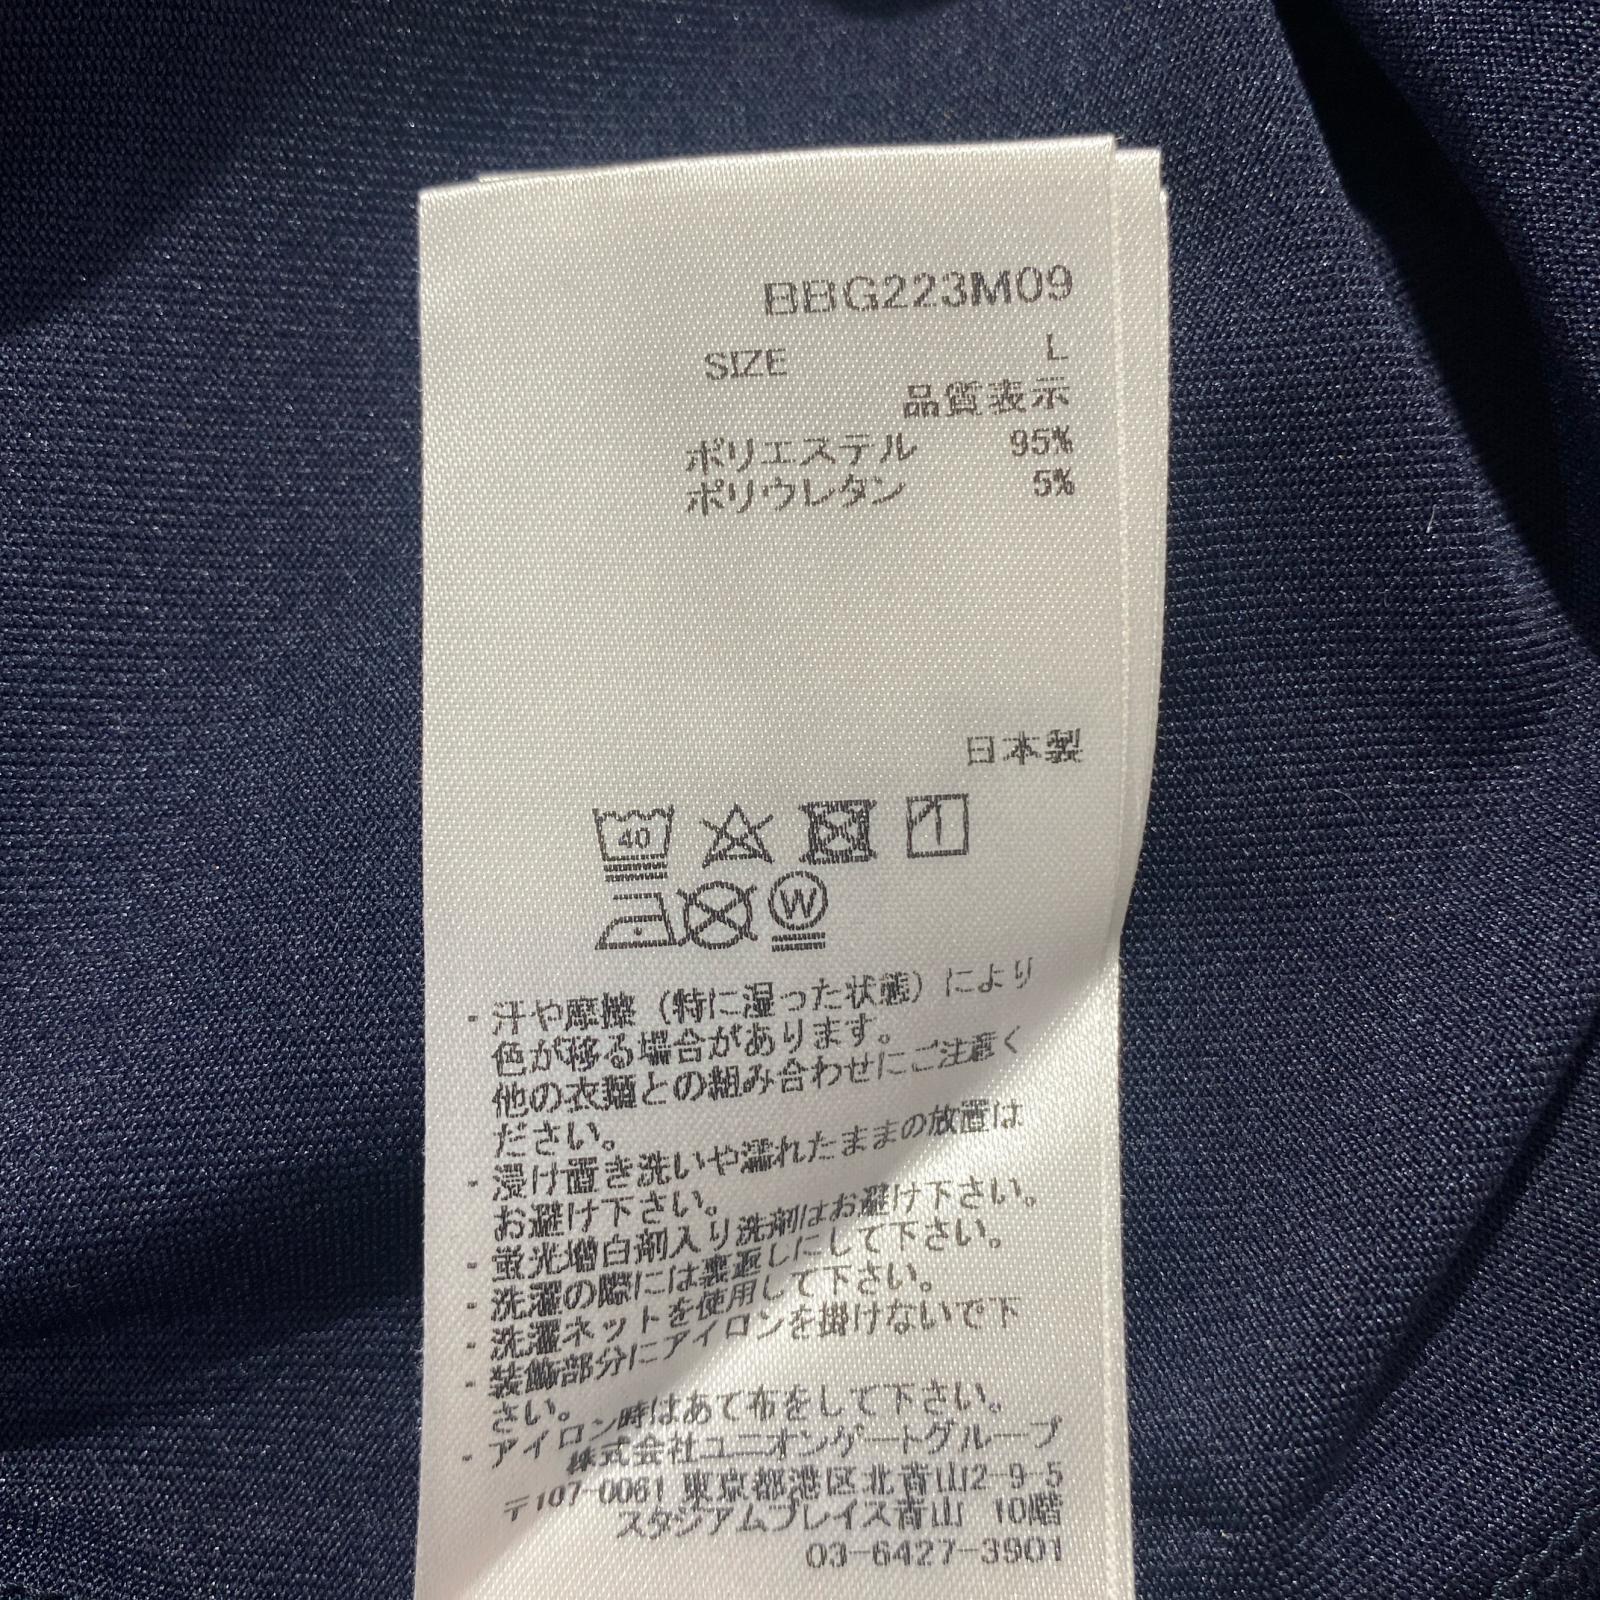 BBG223M09
SIZE L
品質表示
ポリエステル 95%
ポリウレタン 5%
日本製
40
W
・汗や摩擦（特に湿った状態）により
色が移る場合があります。
他の衣類との組み合わせにご注意く
ださい。
・浸け置き洗いや濡れたままの放置は
お避け下さい。
・蛍光増白剤入り洗剤はお避け下さい。
・洗濯の際には裏返しにして下さい。
・洗濯ネットを使用して下さい。
・装飾部分にアイロンを掛けないで下
さい。
・アイロン時はあて布をして下さい。
株式会社ユニオンゲートグループ
〒107-0061 東京都港区北青山2-9-5
スタジアムプレイス青山 10階
03-6427-3901